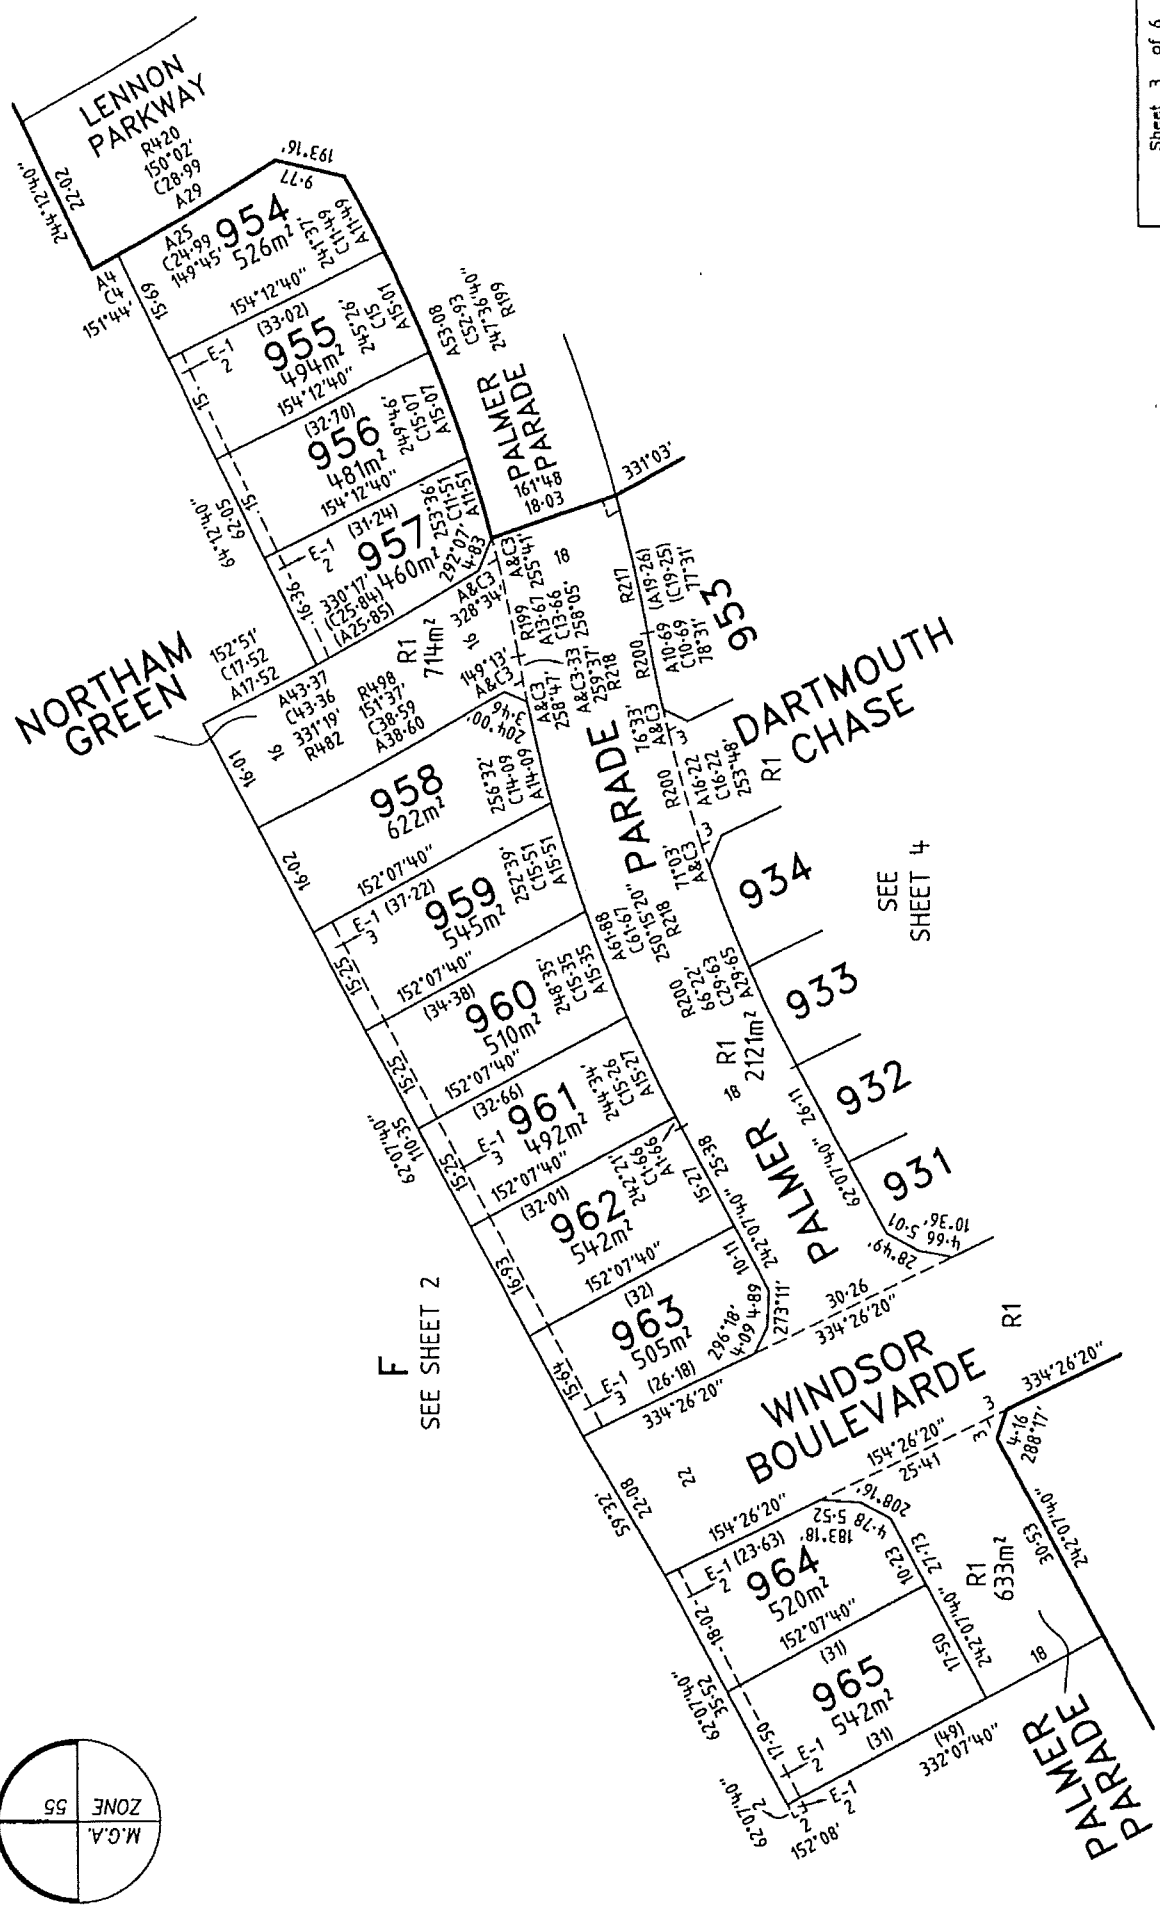 Sheet 3 of 6
LENNON
PARKWAY
R420
150°02'
C28·99
A29
244°12'40"
22·02
193°16'
9·77
A4
C4
151°44'
A25
C24·99
149°45'
954
526m²
241°37'
C11·49
A11·49
15·69
154°12'40"
(33·02)
E-1
2
955
494m²
245°26'
C15
A15·01
15·
154°12'40"
(32·70)
956
481m²
249°46'
C15·07
A15·07
15·
64°12'40"
62·05
154°12'40"
(31·24)
E-1
2
957
460m²
253°36'
C11·51
A11·51
16·36
330°17'
(C25·84)
(A25·85)
292°07'
4·83
A53·08
C52·93
247°36'40"
R199
PALMER
PARADE
161°48
18·03
331°03'
NORTHAM
GREEN
152°51'
C17·52
A17·52
16·01
A43·37
C43·36
331°19'
R482
16
R498
151°37'
C38·59
A38·60
R1
714m²
16
A&C3
328°34'
149°13'
A&C3
A&C3
255°41'
R199
A13·67
C13·66
258°05'
18
A&C3
258°47'
A&C3·33
259°37'
R218
R217
R200
(A19·26)
(C19·25)
77°31'
A10·69
C10·69
78°31'
953
76°33'
A&C3
3
DARTMOUTH
CHASE
R1
204°00'
3·46
958
622m²
256°32'
C14·09
A14·09
16·02
152°07'40"
(37·22)
E-1
3
959
545m²
252°39'
C15·51
A15·51
15·25
152°07'40"
(34·38)
960
510m²
248°35'
C15·35
A15·35
15·25
152°07'40"
(32·66)
E-1
3
961
492m²
244°34'
C15·26
A15·27
62°07'40"
110·35
15·25
152°07'40"
(32·01)
962
542m²
242°21'
C1·66
A1·66
15·27
16·93
152°07'40"
(32)
963
505m²
10·11
242°07'40" 25·38
296°18'
4·09
4·89
273°11'
15·64
E-1
3
(26·18)
334°26'20"
PALMER PARADE
R200
A16·22
C16·22
253°48'
3
71°03'
A&C3
A61·88
C61·67
250°15'20"
R218
R200
66°22'
C29·63
A29·65
R1
2121m²
18
934
933
932
931
SEE
SHEET 4
62°07'40" 26·11
28°49'
5·01
4·66
10°36'
F
SEE SHEET 2
30·26
334°26'20"
R1
WINDSOR
BOULEVARDE
59°32'
22·08
22
334°26'20"
154°26'20"
25·41
3
3
4·16
288°17'
154°26'20"
E-1
2
(23·63)
964
520m²
183°18'
4·78
5·52
208°16'
10·23
27·73
18·02
152°07'40"
(31)
965
542m²
17·50
242°07'40"
62°07'40"
35·52
17·50
E-1
2
(31)
(49)
332°07'40"
62°07'40"
2
2
152°08'
E-1
2
R1
633m²
30·53
242°07'40"
18
PALMER
PARADE
M.G.A.
ZONE
55